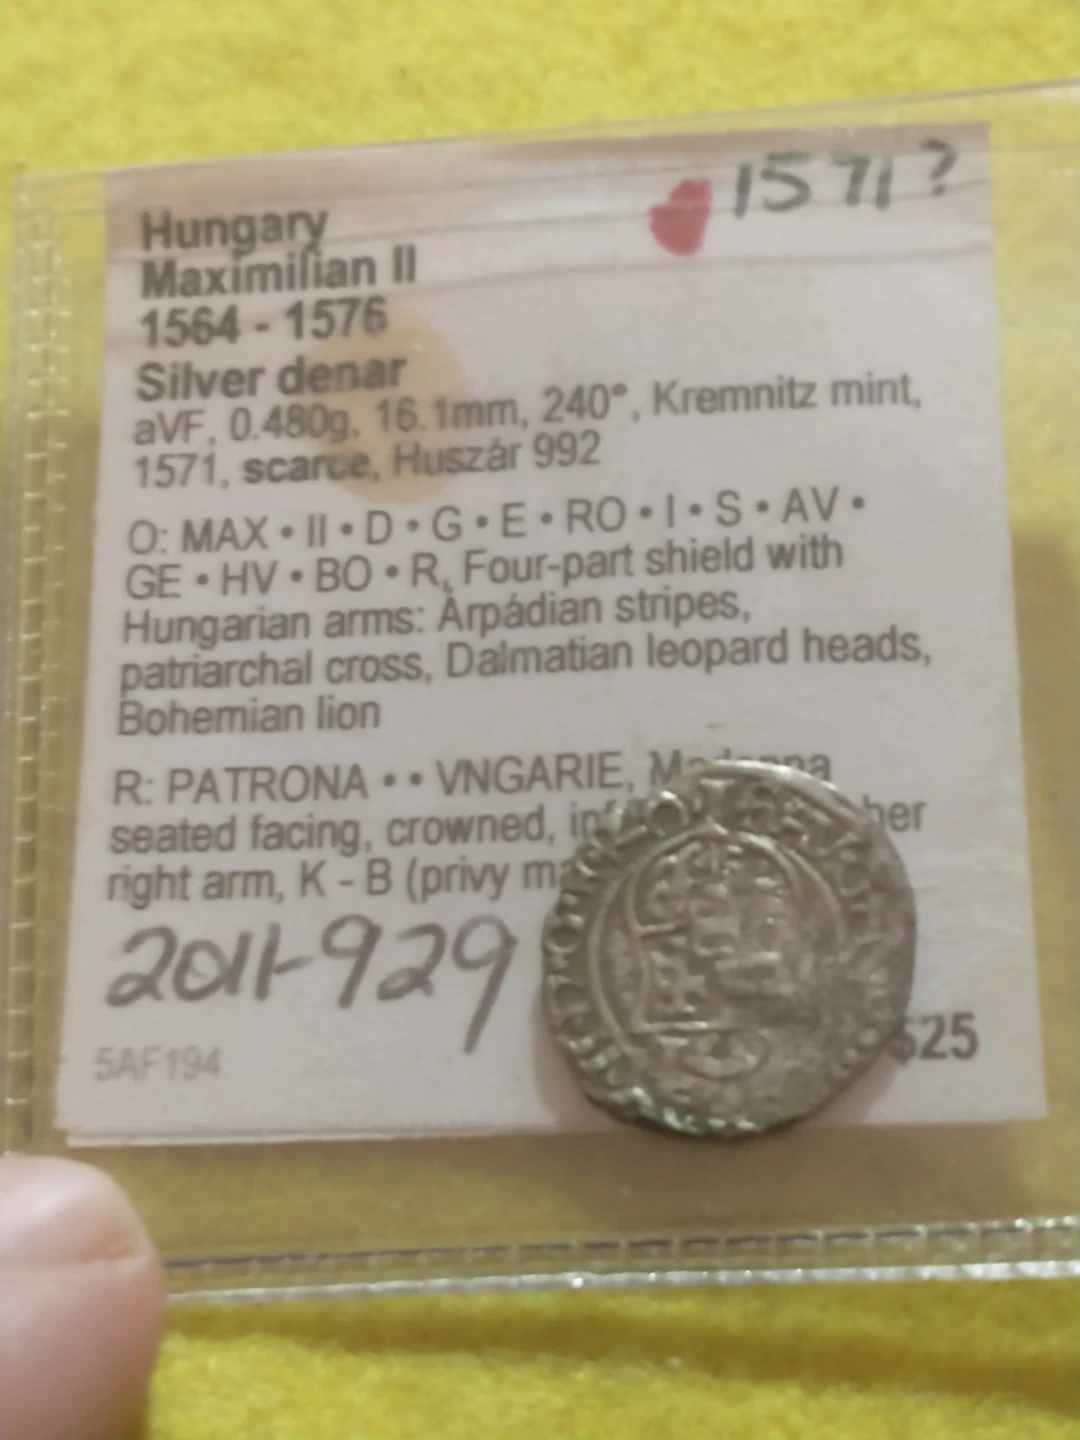 1571?
Hungary
Maximilian II
1564 - 1576
Silver denar
aVF, 0.480g, 16.1mm, 240°, Kremnitz mint,
1571, scarce, Huszár 992
O: MAX • II • D • G • E • RO • I • S • AV •
GE • HV • BO • R, Four-part shield with
Hungarian arms: Árpádian stripes,
patriarchal cross, Dalmatian leopard heads,
Bohemian lion
R: PATRONA • • VNGARIE,
seated facing, crowned,
right arm, K - B (privy
2011-929
5AF194
$25